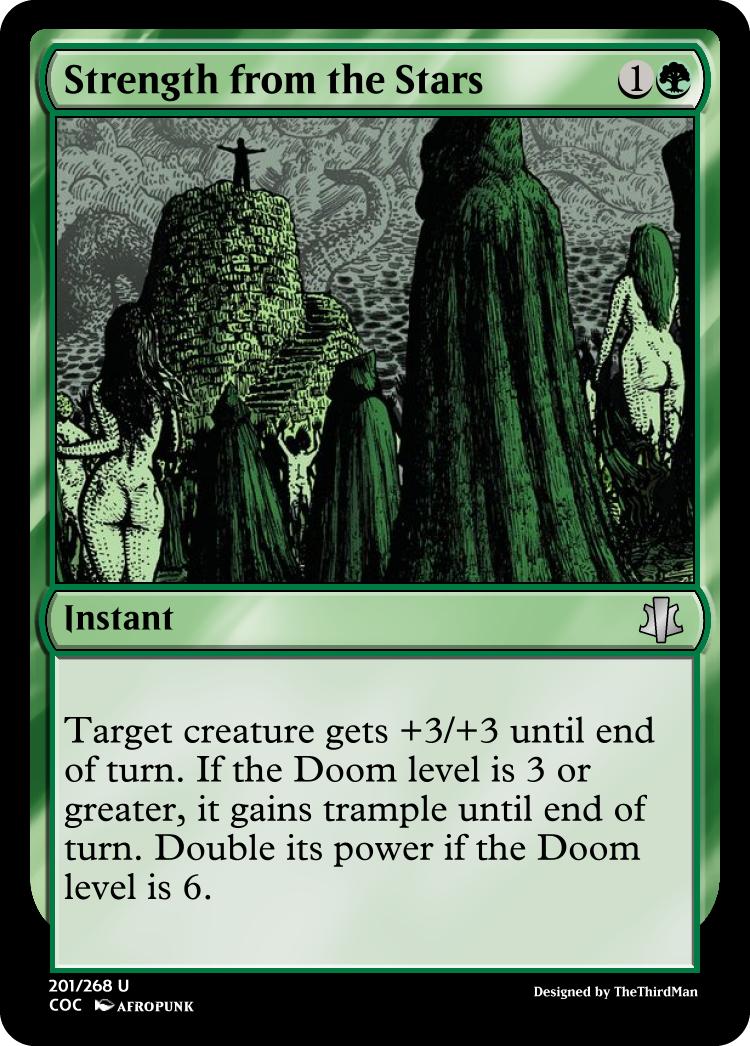 Strength from the Stars 1
Instant
Target creature gets +3/+3 until end
of turn. If the Doom level is 3 or
greater, it gains trample until end of
turn. Double its power if the Doom
level is 6.
201/268 U
COC AFROPUNK
Designed by TheThirdMan